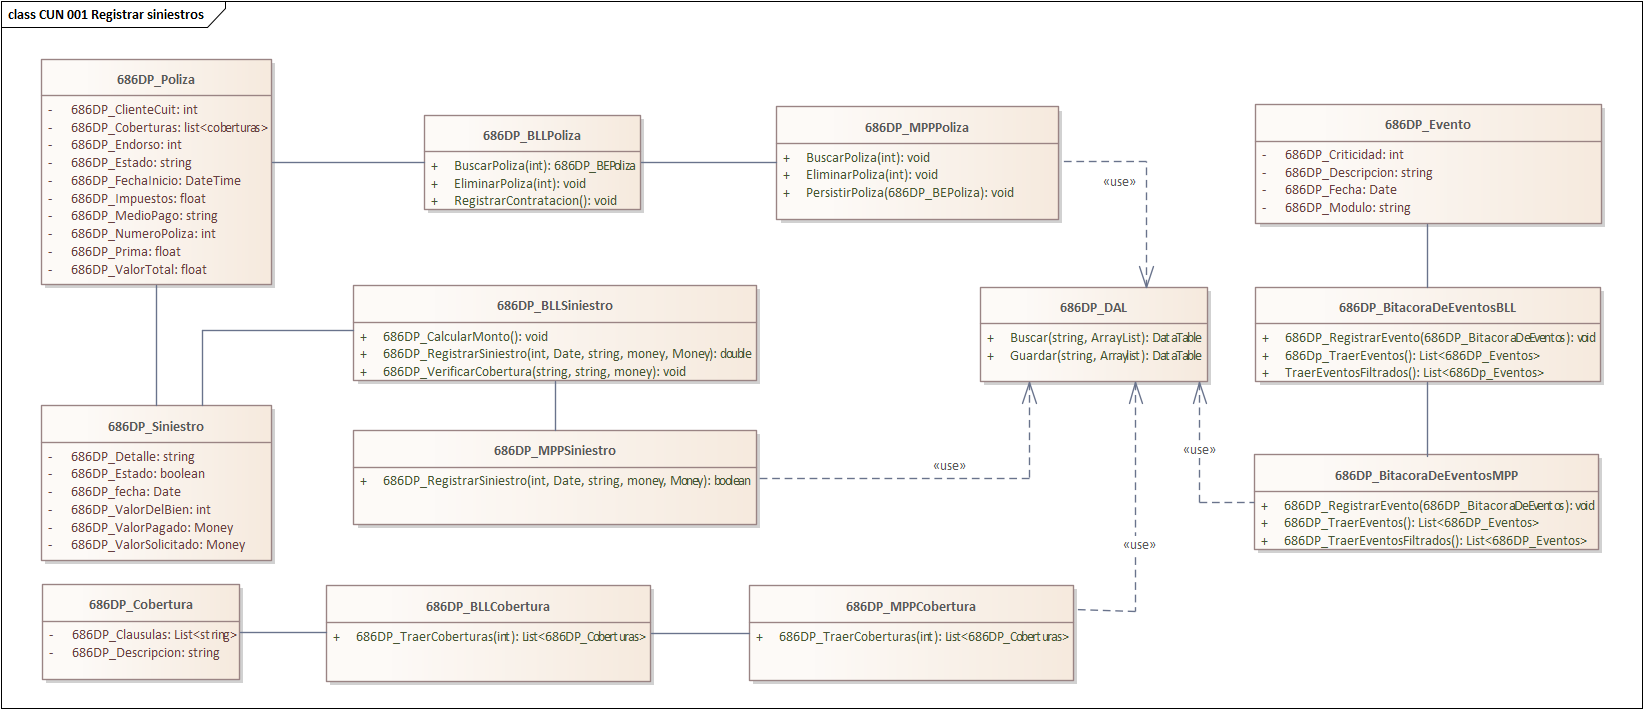 class CUN 001 Registrar siniestros
686DP_Poliza
- 686DP_ClienteCuit: int
- 686DP_Coberturas: list<coberturas>
- 686DP_Endorso: int
- 686DP_Estado: string
- 686DP_FechaInicio: DateTime
- 686DP_Impuestos: float
- 686DP_MedioPago: string
- 686DP_NumeroPoliza: int
- 686DP_Prima: float
- 686DP_ValorTotal: float
686DP_BLLPoliza
+ BuscarPoliza(int): 686DP_BEPoliza
+ EliminarPoliza(int): void
+ RegistrarContratacion(): void
686DP_MPPPoliza
+ BuscarPoliza(int): void
+ EliminarPoliza(int): void
+ PersistirPoliza(686DP_BEPoliza): void
«use»
686DP_Evento
- 686DP_Criticidad: int
- 686DP_Descripcion: string
- 686DP_Fecha: Date
- 686DP_Modulo: string
686DP_BLLSiniestro
+ 686DP_CalcularMonto(): void
+ 686DP_RegistrarSiniestro(int, Date, string, money, Money): double
+ 686DP_VerificarCobertura(string, string, money): void
686DP_DAL
+ Buscar(string, ArrayList): DataTable
+ Guardar(string, Arraylist): DataTable
686DP_BitacoraDeEventosBLL
+ 686DP_RegistrarEvento(686DP_BitacoraDeEventos): void
+ 686Dp_TraerEventos(): List<686DP_Eventos>
+ TraerEventosFiltrados(): List<686Dp_Eventos>
686DP_Siniestro
- 686DP_Detalle: string
- 686DP_Estado: boolean
- 686DP_fecha: Date
- 686DP_ValorDelBien: int
- 686DP_ValorPagado: Money
- 686DP_ValorSolicitado: Money
686DP_MPPSiniestro
+ 686DP_RegistrarSiniestro(int, Date, string, money, Money): boolean
«use»
«use»
686DP_BitacoraDeEventosMPP
+ 686DP_RegistrarEvento(686DP_BitacoraDeEventos): void
+ 686DP_TraerEventos(): List<686DP_Eventos>
+ 686DP_TraerEventosFiltrados(): List<686DP_Eventos>
«use»
686DP_Cobertura
- 686DP_Clausulas: List<string>
- 686DP_Descripcion: string
686DP_BLLCobertura
+ 686DP_TraerCoberturas(int): List<686DP_Coberturas>
686DP_MPPCobertura
+ 686DP_TraerCoberturas(int): List<686DP_Coberturas>